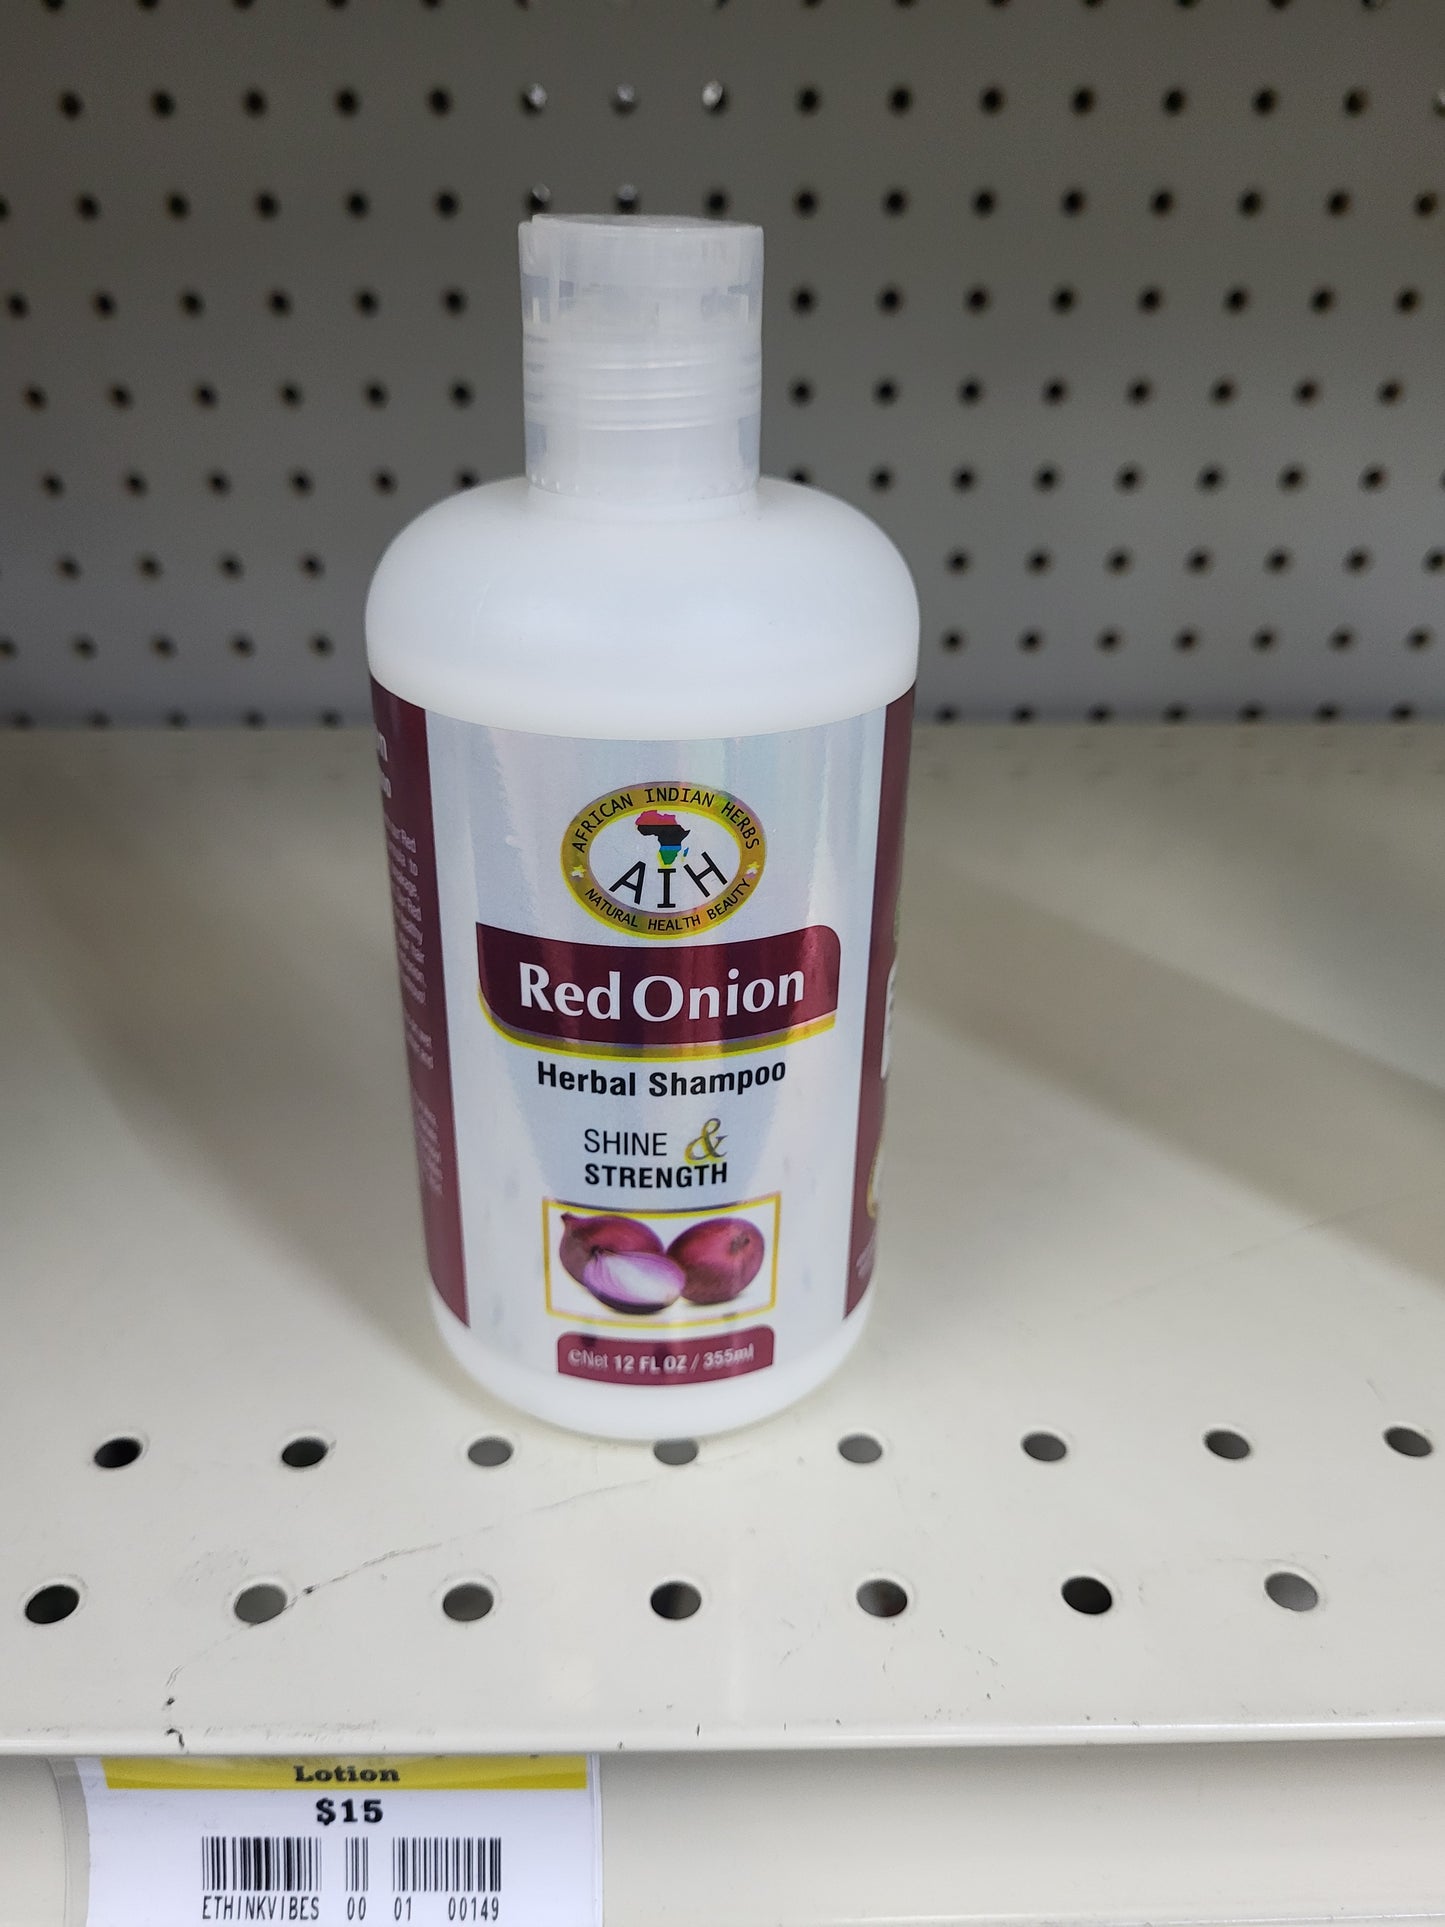 AFRICAN INDIAN HERBS
AIH
NATURAL HEALTH BEAUTY
Red Onion
Herbal Shampoo
SHINE &
STRENGTH
eNet 12 FL OZ / 355ml
Lotion
$15
ETHINKVIBES 00 01 00149